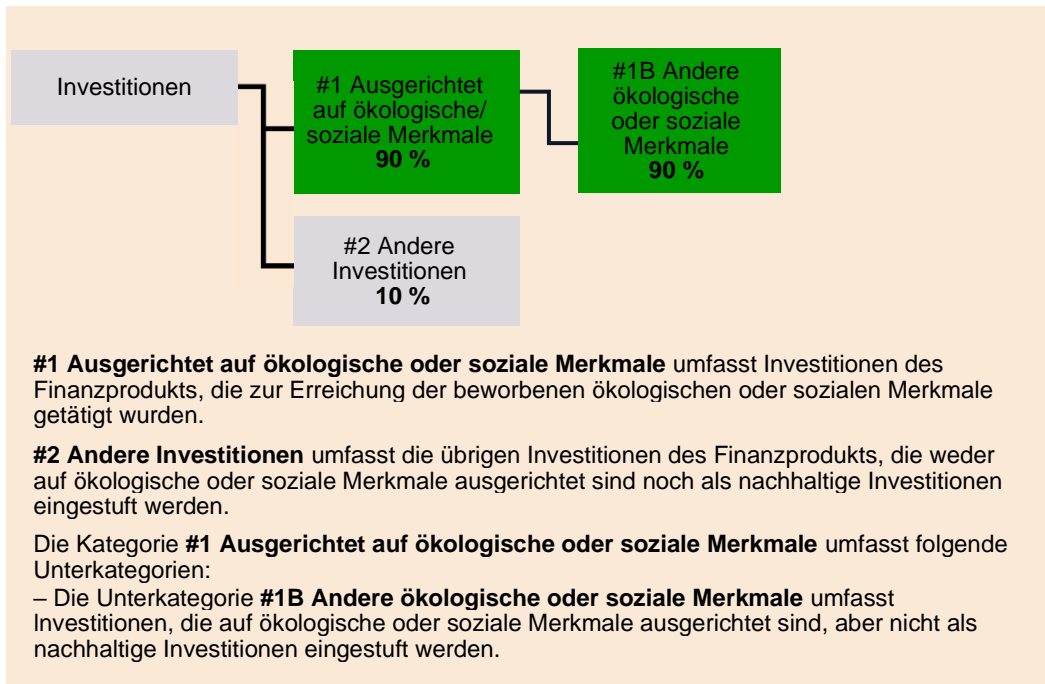 Investitionen
#1 Ausgerichtet
auf ökologische/
soziale Merkmale
90 %
#1B Andere
ökologische
oder soziale
Merkmale
90 %
#2 Andere
Investitionen
10 %
#1 Ausgerichtet auf ökologische oder soziale Merkmale umfasst Investitionen des
Finanzprodukts, die zur Erreichung der beworbenen ökologischen oder sozialen Merkmale
getätigt wurden.
#2 Andere Investitionen umfasst die übrigen Investitionen des Finanzprodukts, die weder
auf ökologische oder soziale Merkmale ausgerichtet sind noch als nachhaltige Investitionen
eingestuft werden.
Die Kategorie #1 Ausgerichtet auf ökologische oder soziale Merkmale umfasst folgende
Unterkategorien:
– Die Unterkategorie #1B Andere ökologische oder soziale Merkmale umfasst
Investitionen, die auf ökologische oder soziale Merkmale ausgerichtet sind, aber nicht als
nachhaltige Investitionen eingestuft werden.